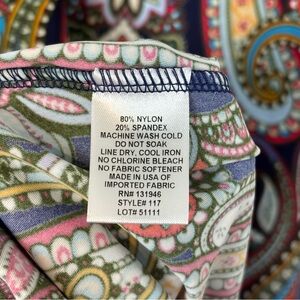 80% NYLON
20% SPANDEX
MACHINE WASH COLD
DO NOT SOAK
LINE DRY, COOL IRON
NO CHLORINE BLEACH
NO FABRIC SOFTENER
MADE IN USA OF
IMPORTED FABRIC
RN# 131946
STYLE# 117
LOT# 51111